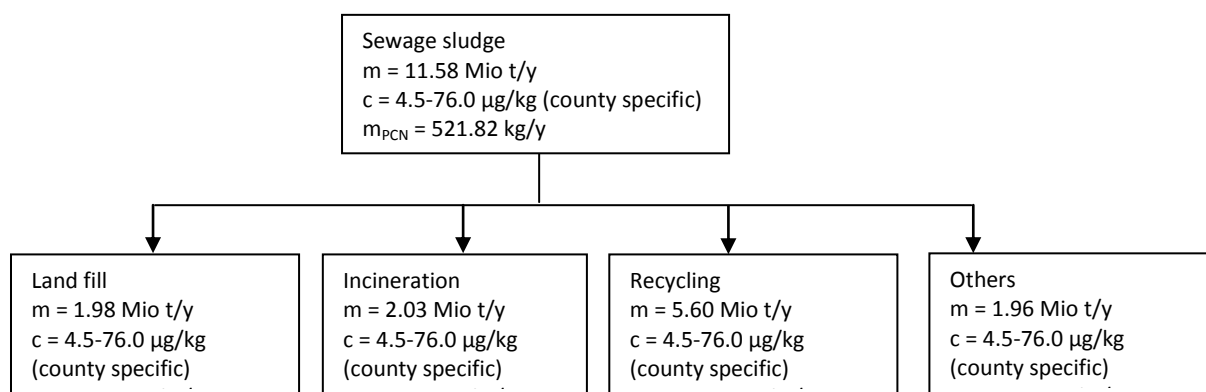 Sewage sludge
m = 11.58 Mio t/y
c = 4.5-76.0 µg/kg (county specific)
mPCN = 521.82 kg/y
Land fill
m = 1.98 Mio t/y
c = 4.5-76.0 µg/kg
(county specific)
Incineration
m = 2.03 Mio t/y
c = 4.5-76.0 µg/kg
(county specific)
Recycling
m = 5.60 Mio t/y
c = 4.5-76.0 µg/kg
(county specific)
Others
m = 1.96 Mio t/y
c = 4.5-76.0 µg/kg
(county specific)